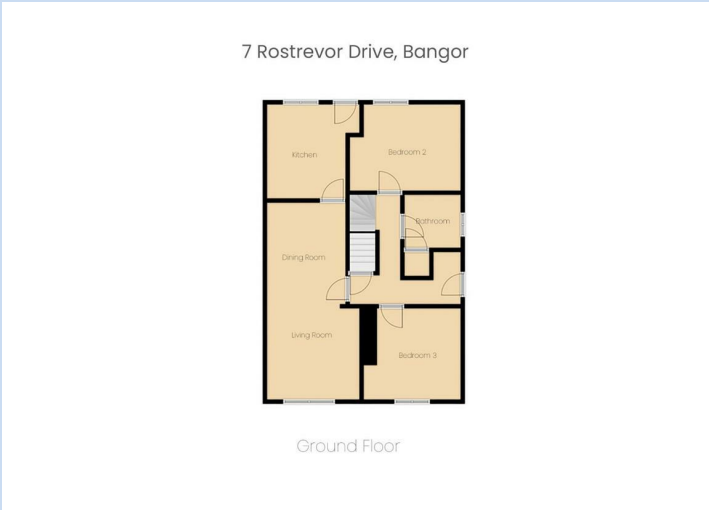 7 Rostrevor Drive, Bangor
Kitchen
Bedroom 2
Bathroom
Dining Room
Living Room
Bedroom 3
Ground Floor